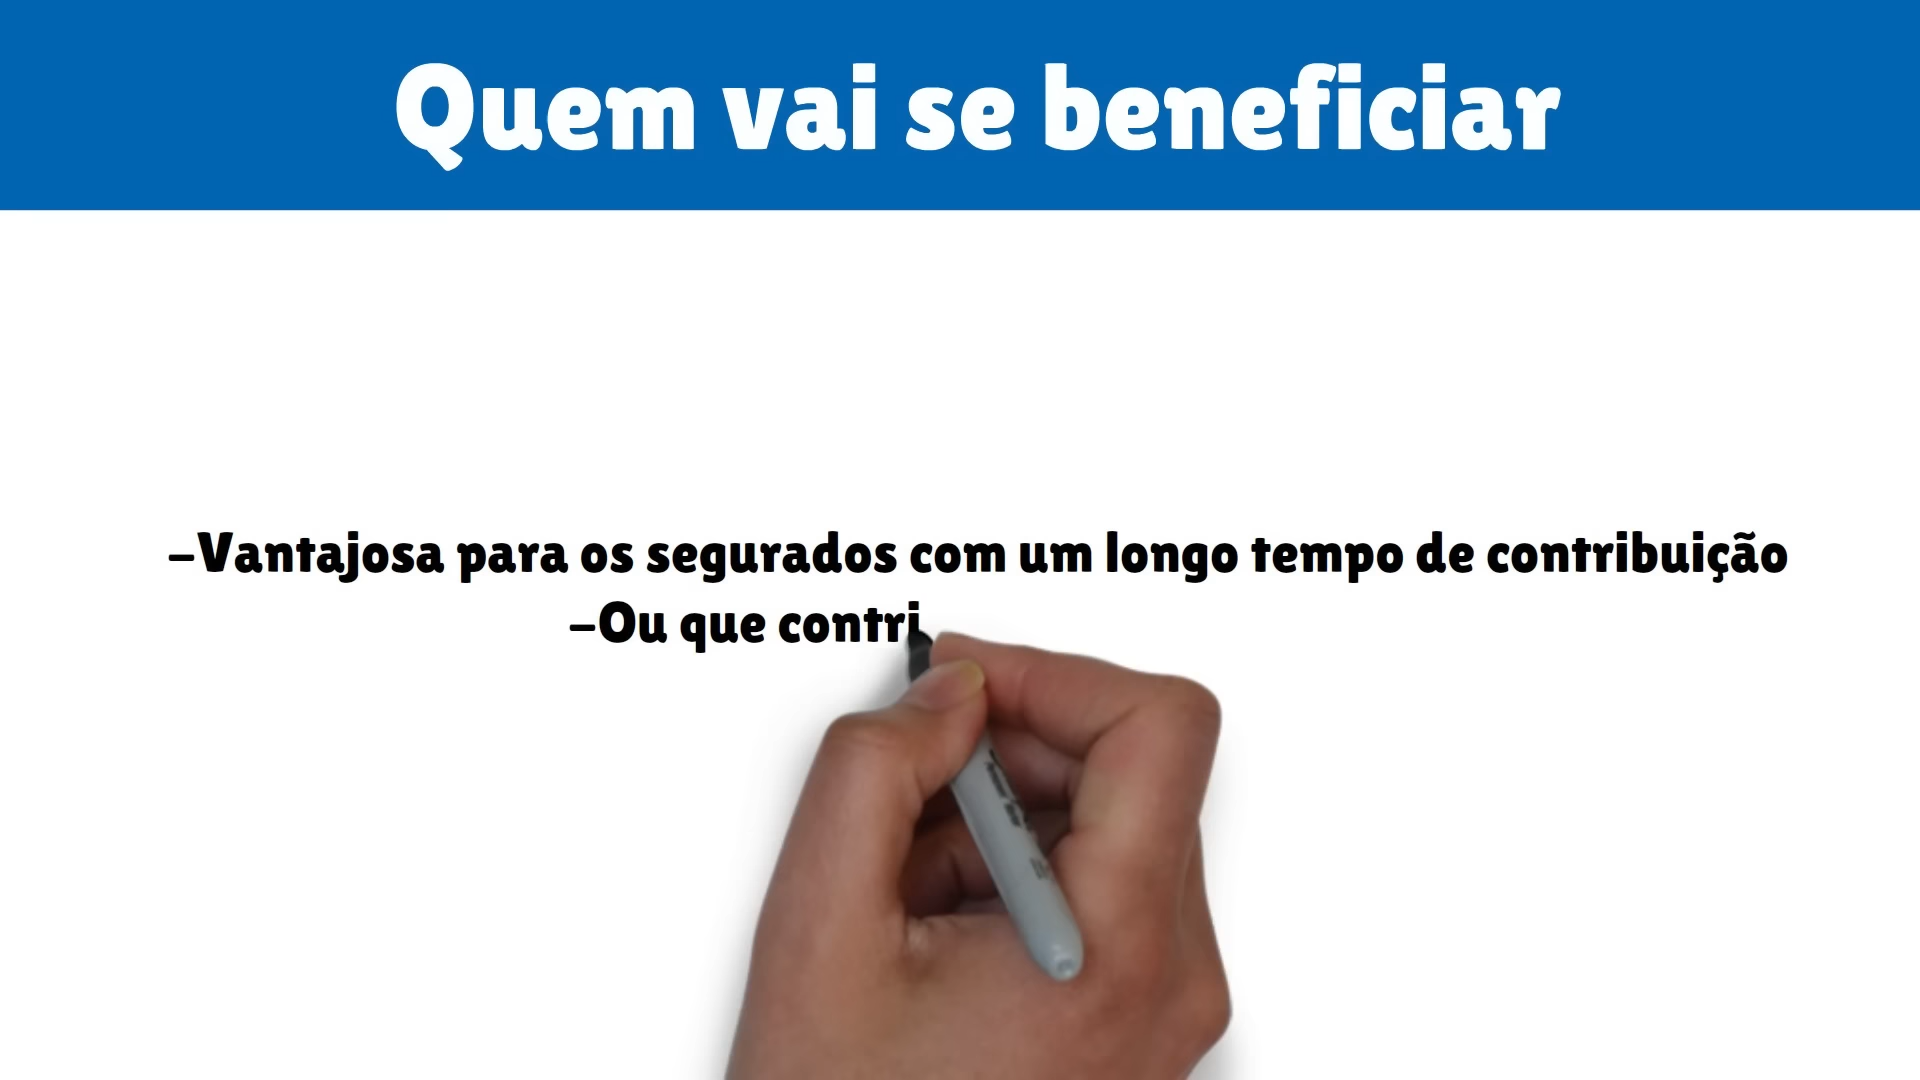 Quem vai se beneficiar
-Vantajosa para os segurados com um longo tempo de contribuição
-Ou que contri